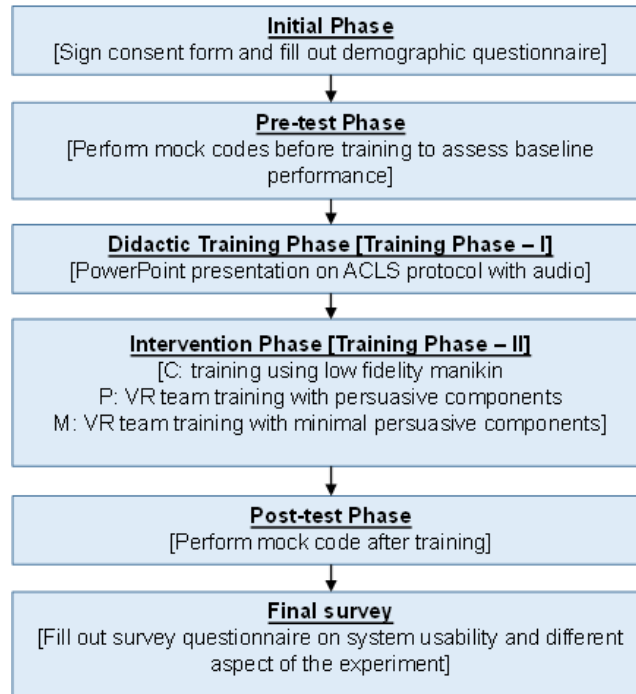 Initial Phase
[Sign consent form and fill out demographic questionnaire]
Pre-test Phase
[Perform mock codes before training to assess baseline
performance]
Didactic Training Phase [Training Phase – I]
[PowerPoint presentation on ACLS protocol with audio]
Intervention Phase [Training Phase – II]
[C: training using low fidelity manikin
P: VR team training with persuasive components
M: VR team training with minimal persuasive components]
Post-test Phase
[Perform mock code after training]
Final survey
[Fill out survey questionnaire on system usability and different
aspect of the experiment]